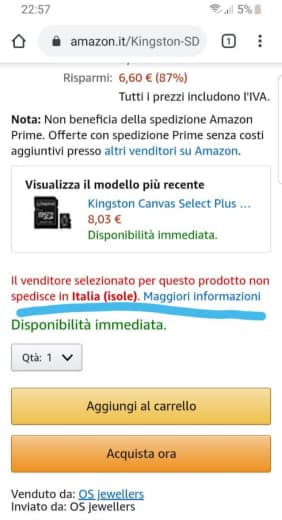 22:57
5%
amazon.it/Kingston-SD
1
Risparmi: 6,60 € (87%)
Tutti i prezzi includono l'IVA.
Nota: Non beneficia della spedizione Amazon
Prime. Offerte con spedizione Prime senza costi
aggiuntivi presso altri venditori su Amazon.
Visualizza il modello più recente
Kingston Canvas Select Plus ...
8,03 €
Disponibilità immediata.
Il venditore selezionato per questo prodotto non
spedisce in Italia (isole). Maggiori informazioni
Disponibilità immediata.
Qtà: 1
Aggiungi al carrello
Acquista ora
Venduto da: OS jewellers
Inviato da: OS jewellers